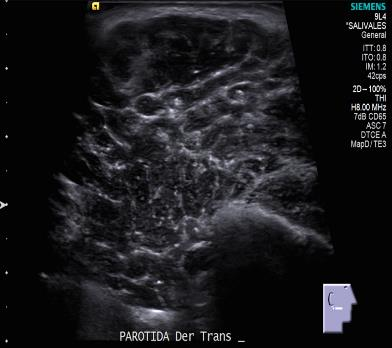 SIEMENS
9L4
"SALIVALES
General
ITT: 0.8
ITO: 0.8
IM: 1.2
42cps
2D-100%
THI
H8.00 MHz
7dB CD65
ASC 7
DTCE A
MapD/TE3
PAROTIDA Der Trans _